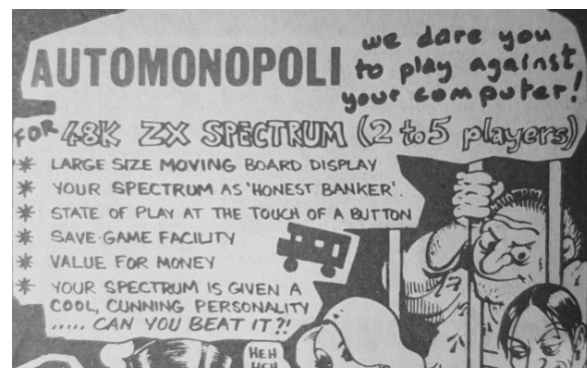 AUTOMONOPOLI
we dare you
to play against
your computer!
FOR 48K ZX SPECTRUM (2 to 5 players)
* LARGE SIZE MOVING BOARD DISPLAY
* YOUR SPECTRUM AS 'HONEST BANKER'.
* STATE OF PLAY AT THE TOUCH OF A BUTTON
* SAVE-GAME FACILITY
* VALUE FOR MONEY
* YOUR SPECTRUM IS GIVEN A
COOL, CUNNING PERSONALITY
..... CAN YOU BEAT IT?!
HEH
HEH